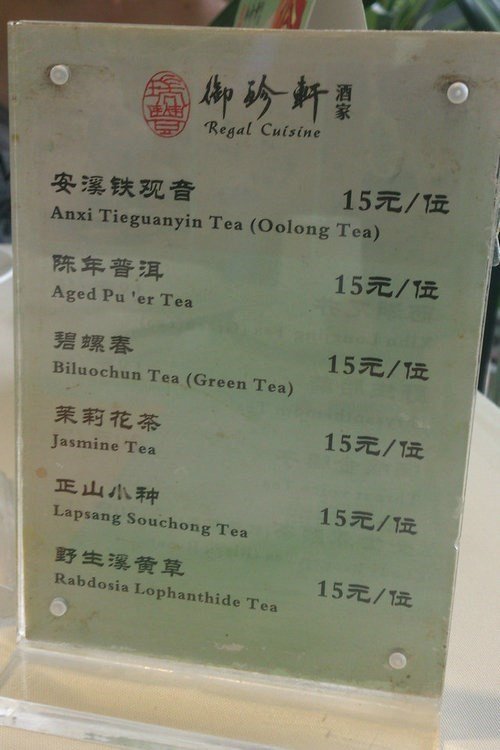 御珍軒酒家
Regal Cuisine
安溪铁观音 15元/位
Anxi Tieguanyin Tea (Oolong Tea)
陈年普洱 15元/位
Aged Pu 'er Tea
碧螺春 15元/位
Biluochun Tea (Green Tea)
茉莉花茶 15元/位
Jasmine Tea
正山小种 15元/位
Lapsang Souchong Tea
野生溪黄草 15元/位
Rabdosia Lophanthide Tea